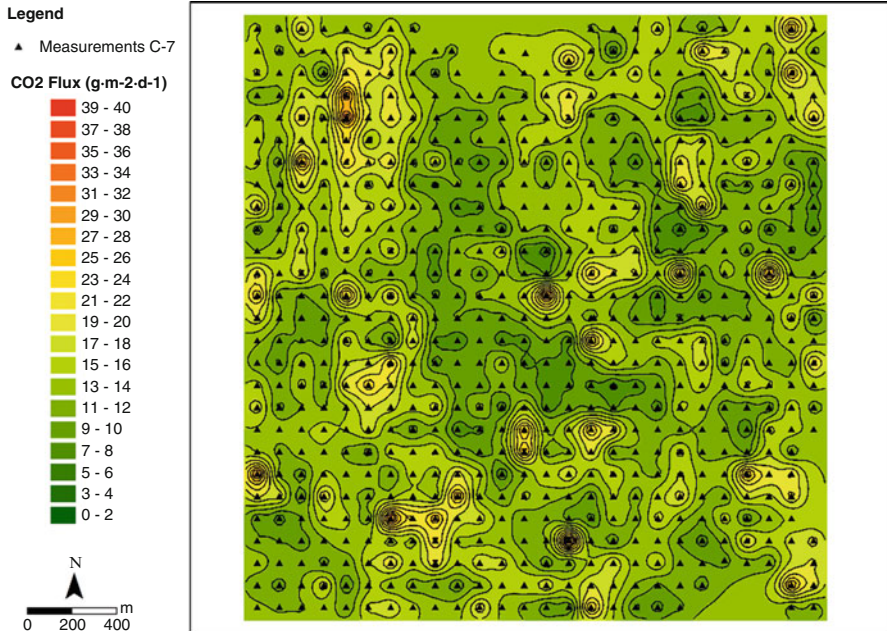 Legend
Measurements C-7
CO2 Flux (g·m-2·d-1)
39 - 40
37 - 38
35 - 36
33 - 34
31 - 32
29 - 30
27 - 28
25 - 26
23 - 24
21 - 22
19 - 20
17 - 18
15 - 16
13 - 14
11 - 12
9 - 10
7 - 8
5 - 6
3 - 4
0 - 2
N
m
0 200 400